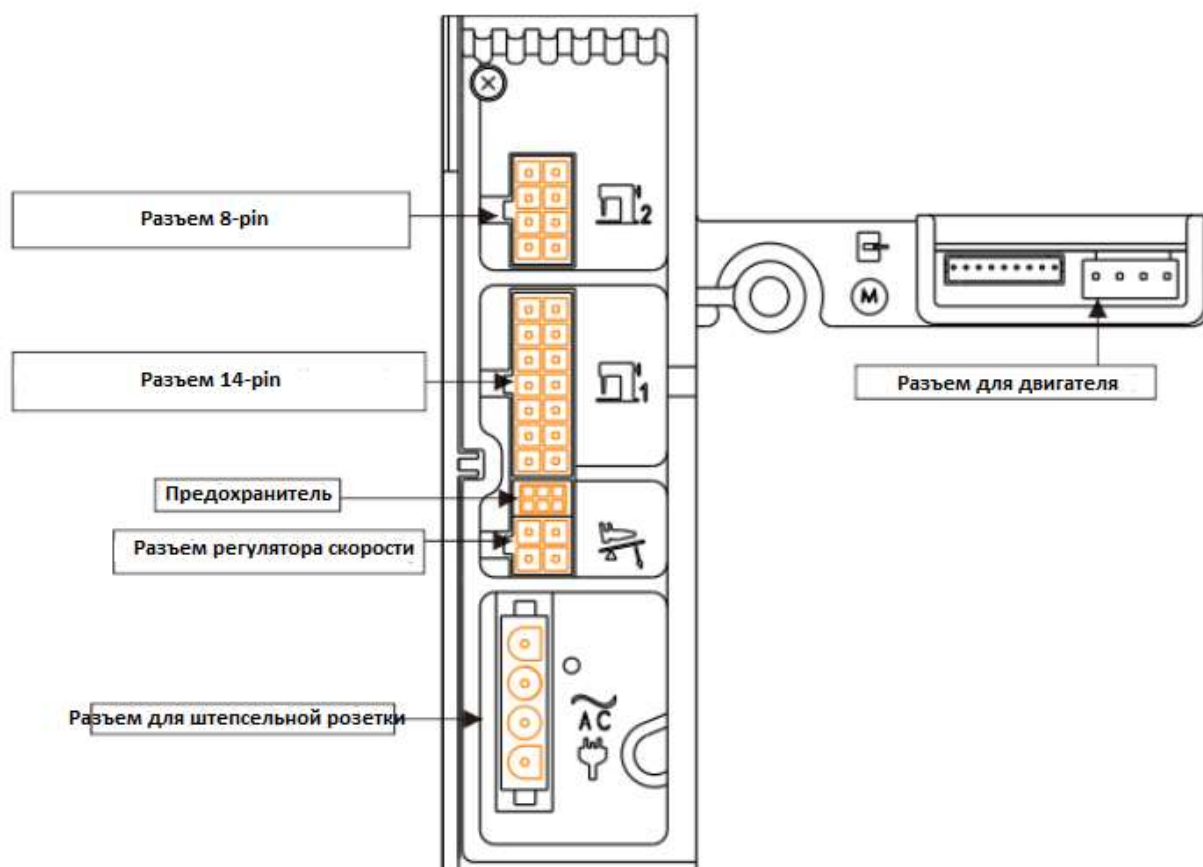 Разъем 8-pin
2
M
Разъем 14-pin
1
Разъем для двигателя
Предохранитель
Разъем регулятора скорости
Разъем для штепсельной розетки
AC